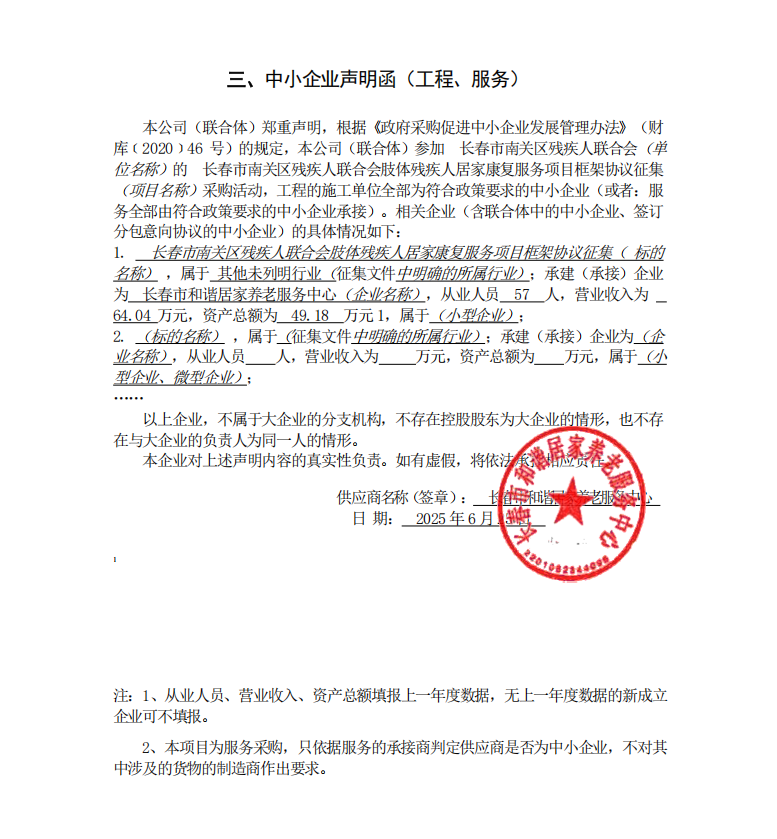 三、中小企业声明函（工程、服务）
本公司（联合体）郑重声明，根据《政府采购促进中小企业发展管理办法》（财
库﹝2020﹞46 号）的规定，本公司（联合体）参加 长春市南关区残疾人联合会（单
位名称）的 长春市南关区残疾人联合会肢体残疾人居家康复服务项目框架协议征集
（项目名称）采购活动，工程的施工单位全部为符合政策要求的中小企业（或者：服
务全部由符合政策要求的中小企业承接）。相关企业（含联合体中的中小企业、签订
分包意向协议的中小企业）的具体情况如下：
1. 长春市南关区残疾人联合会肢体残疾人居家康复服务项目框架协议征集（ 标的
名称） ，属于 其他未列明行业（征集文件中明确的所属行业）；承建（承接）企业
为 长春市和谐居家养老服务中心（企业名称），从业人员 57 人，营业收入为
64.04 万元，资产总额为 49.18 万元 1，属于（小型企业）；
2. （标的名称） ，属于（征集文件中明确的所属行业）；承建（承接）企业为（企
业名称），从业人员____人，营业收入为____万元，资产总额为____万元，属于（小
型企业、微型企业）；
……
以上企业，不属于大企业的分支机构，不存在控股股东为大企业的情形，也不存
在与大企业的负责人为同一人的情形。
本企业对上述声明内容的真实性负责。如有虚假，将依法承担相应责任
供应商名称（签章）： 长春市和谐居家养老服务中心
日 期： 2025 年 6 月
长春市和谐居家养老服务中心
2201082344096
1
注：1、从业人员、营业收入、资产总额填报上一年度数据，无上一年度数据的新成立
企业可不填报。
2、本项目为服务采购，只依据服务的承接商判定供应商是否为中小企业，不对其
中涉及的货物的制造商作出要求。